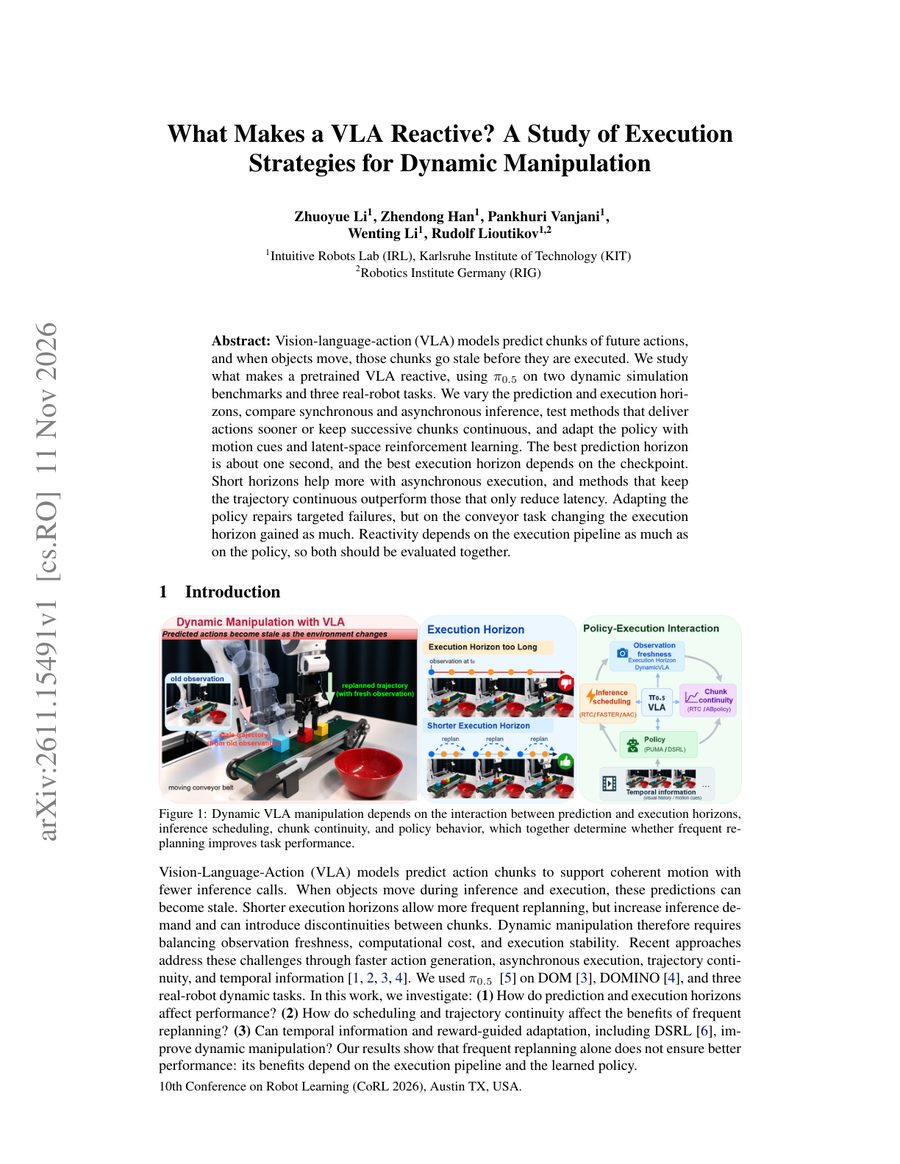 What Makes a VLA Reactive? A Study of Execution
Strategies for Dynamic Manipulation
Zhuoyue Li¹, Zhendong Han¹, Pankhuri Vanjani¹,
Wenting Li¹, Rudolf Lioutikov¹,²
¹Intuitive Robots Lab (IRL), Karlsruhe Institute of Technology (KIT)
²Robotics Institute Germany (RIG)
arXiv:2611.15491v1 [cs.RO] 11 Nov 2026
Abstract: Vision-language-action (VLA) models predict chunks of future actions,
and when objects move, those chunks go stale before they are executed. We study
what makes a pretrained VLA reactive, using π₀.₅ on two dynamic simulation
benchmarks and three real-robot tasks. We vary the prediction and execution hori-
zons, compare synchronous and asynchronous inference, test methods that deliver
actions sooner or keep successive chunks continuous, and adapt the policy with
motion cues and latent-space reinforcement learning. The best prediction horizon
is about one second, and the best execution horizon depends on the checkpoint.
Short horizons help more with asynchronous execution, and methods that keep
the trajectory continuous outperform those that only reduce latency. Adapting the
policy repairs targeted failures, but on the conveyor task changing the execution
horizon gained as much. Reactivity depends on the execution pipeline as much as
on the policy, so both should be evaluated together.
1 Introduction
Dynamic Manipulation with VLA
Predicted actions become stale as the environment changes
old observation
replanned trajectory
(with fresh observation)
trajectory
from old observation
moving conveyor belt
Execution Horizon
Execution Horizon too Long
observation at t₀
Shorter Execution Horizon
replan
replan
replan
Policy-Execution Interaction
Observation
freshness
Execution Horizon
DynamicVLA
Inference
scheduling
(RTC/FASTER/AAC)
π₀.₅
VLA
Chunk
continuity
(RTC /ABpolicy)
Policy
(PUMA /DSRL)
...
Temporal information
(visual history / motion cues)
Figure 1: Dynamic VLA manipulation depends on the interaction between prediction and execution horizons,
inference scheduling, chunk continuity, and policy behavior, which together determine whether frequent re-
planning improves task performance.
Vision-Language-Action (VLA) models predict action chunks to support coherent motion with
fewer inference calls. When objects move during inference and execution, these predictions can
become stale. Shorter execution horizons allow more frequent replanning, but increase inference de-
mand and can introduce discontinuities between chunks. Dynamic manipulation therefore requires
balancing observation freshness, computational cost, and execution stability. Recent approaches
address these challenges through faster action generation, asynchronous execution, trajectory conti-
nuity, and temporal information [1, 2, 3, 4]. We used π₀.₅ [5] on DOM [3], DOMINO [4], and three
real-robot dynamic tasks. In this work, we investigate: (1) How do prediction and execution horizons
affect performance? (2) How do scheduling and trajectory continuity affect the benefits of frequent
replanning? (3) Can temporal information and reward-guided adaptation, including DSRL [6], im-
prove dynamic manipulation? Our results show that frequent replanning alone does not ensure better
performance: its benefits depend on the execution pipeline and the learned policy.
10th Conference on Robot Learning (CoRL 2026), Austin TX, USA.